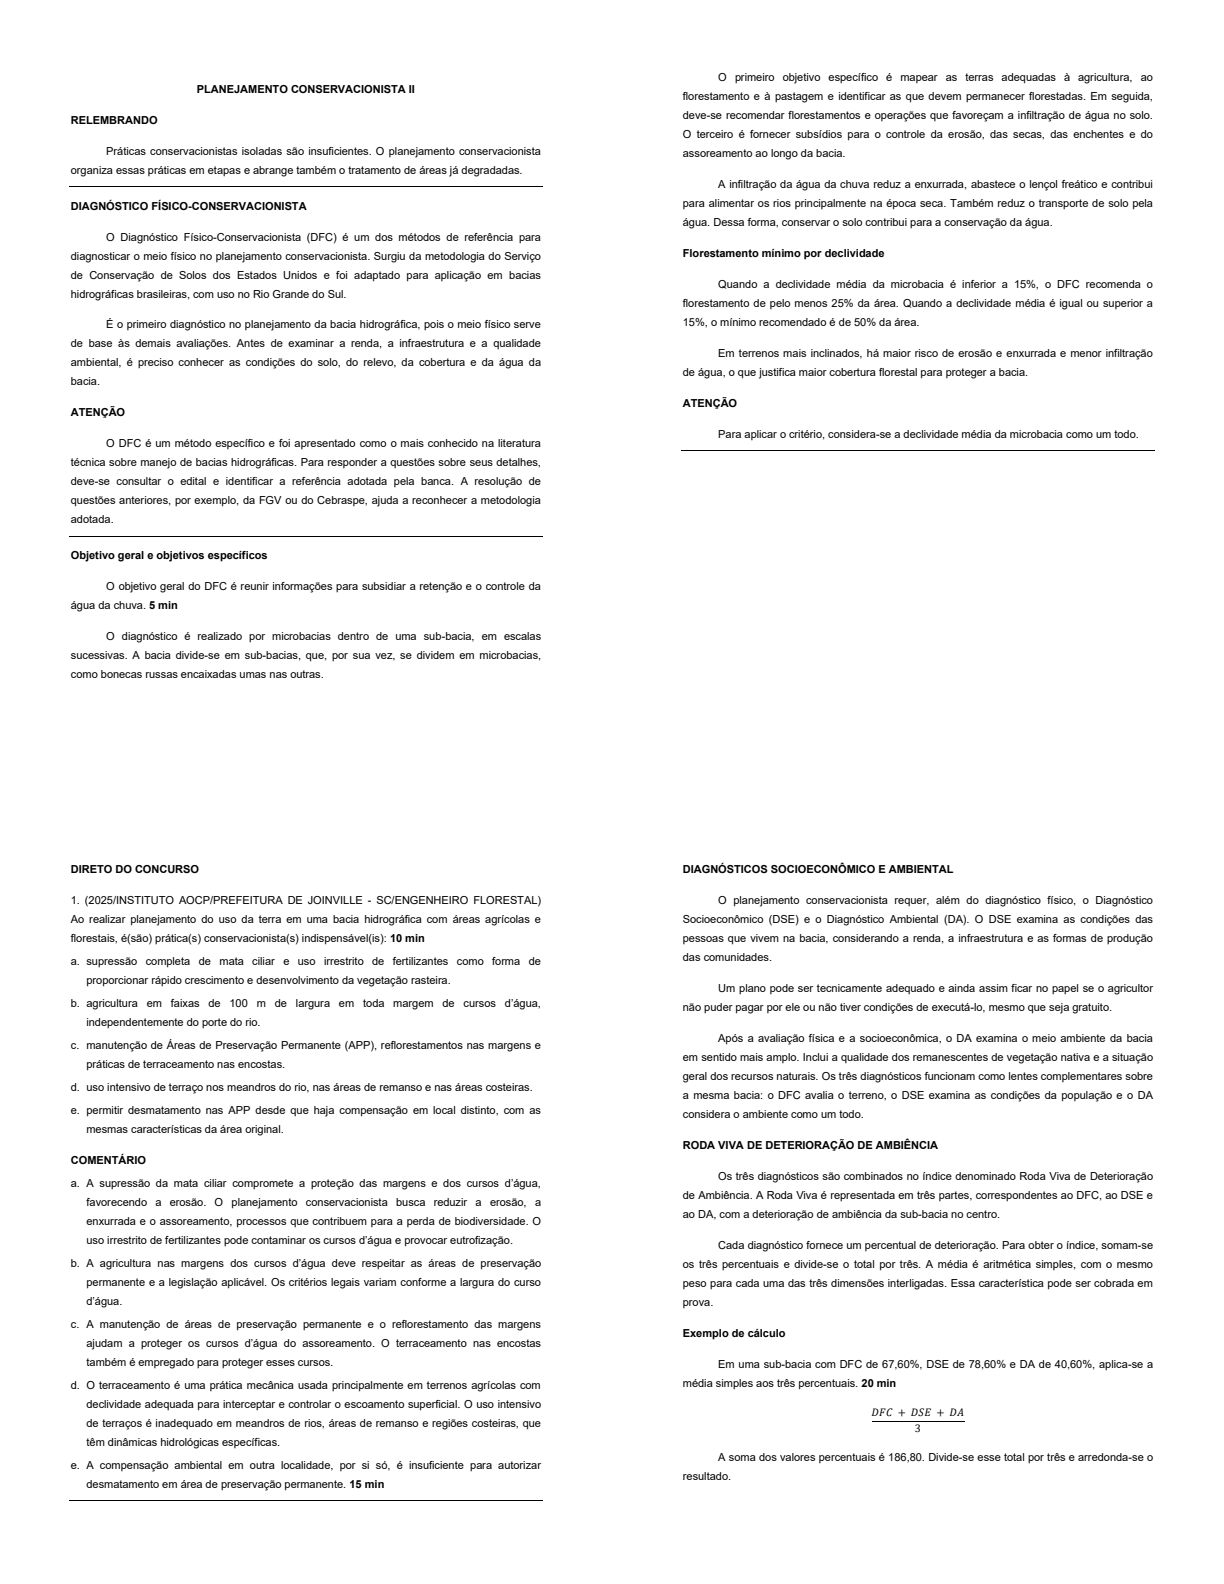 PLANEJAMENTO CONSERVACIONISTA II
RELEMBRANDO
Práticas conservacionistas isoladas são insuficientes. O planejamento conservacionista
organiza essas práticas em etapas e abrange também o tratamento de áreas já degradadas.
DIAGNÓSTICO FÍSICO-CONSERVACIONISTA
O Diagnóstico Físico-Conservacionista (DFC) é um dos métodos de referência para
diagnosticar o meio físico no planejamento conservacionista. Surgiu da metodologia do Serviço
de Conservação de Solos dos Estados Unidos e foi adaptado para aplicação em bacias
hidrográficas brasileiras, com uso no Rio Grande do Sul.
É o primeiro diagnóstico no planejamento da bacia hidrográfica, pois o meio físico serve
de base às demais avaliações. Antes de examinar a renda, a infraestrutura e a qualidade
ambiental, é preciso conhecer as condições do solo, do relevo, da cobertura e da água da
bacia.
ATENÇÃO
O DFC é um método específico e foi apresentado como o mais conhecido na literatura
técnica sobre manejo de bacias hidrográficas. Para responder a questões sobre seus detalhes,
deve-se consultar o edital e identificar a referência adotada pela banca. A resolução de
questões anteriores, por exemplo, da FGV ou do Cebraspe, ajuda a reconhecer a metodologia
adotada.
Objetivo geral e objetivos específicos
O objetivo geral do DFC é reunir informações para subsidiar a retenção e o controle da
água da chuva. 5 min
O diagnóstico é realizado por microbacias dentro de uma sub-bacia, em escalas
sucessivas. A bacia divide-se em sub-bacias, que, por sua vez, se dividem em microbacias,
como bonecas russas encaixadas umas nas outras.
O primeiro objetivo específico é mapear as terras adequadas à agricultura, ao
florestamento e à pastagem e identificar as que devem permanecer florestadas. Em seguida,
deve-se recomendar florestamentos e operações que favoreçam a infiltração de água no solo.
O terceiro é fornecer subsídios para o controle da erosão, das secas, das enchentes e do
assoreamento ao longo da bacia.
A infiltração da água da chuva reduz a enxurrada, abastece o lençol freático e contribui
para alimentar os rios principalmente na época seca. Também reduz o transporte de solo pela
água. Dessa forma, conservar o solo contribui para a conservação da água.
Florestamento mínimo por declividade
Quando a declividade média da microbacia é inferior a 15%, o DFC recomenda o
florestamento de pelo menos 25% da área. Quando a declividade média é igual ou superior a
15%, o mínimo recomendado é de 50% da área.
Em terrenos mais inclinados, há maior risco de erosão e enxurrada e menor infiltração
de água, o que justifica maior cobertura florestal para proteger a bacia.
ATENÇÃO
Para aplicar o critério, considera-se a declividade média da microbacia como um todo.
DIRETO DO CONCURSO
1. (2025/INSTITUTO AOCP/PREFEITURA DE JOINVILLE - SC/ENGENHEIRO FLORESTAL)
Ao realizar planejamento do uso da terra em uma bacia hidrográfica com áreas agrícolas e
florestais, é(são) prática(s) conservacionista(s) indispensável(is): 10 min
a. supressão completa de mata ciliar e uso irrestrito de fertilizantes como forma de
proporcionar rápido crescimento e desenvolvimento da vegetação rasteira.
b. agricultura em faixas de 100 m de largura em toda margem de cursos d'água,
independentemente do porte do rio.
c. manutenção de Áreas de Preservação Permanente (APP), reflorestamentos nas margens e
práticas de terraceamento nas encostas.
d. uso intensivo de terraço nos meandros do rio, nas áreas de remanso e nas áreas costeiras.
e. permitir desmatamento nas APP desde que haja compensação em local distinto, com as
mesmas características da área original.
COMENTÁRIO
a. A supressão da mata ciliar compromete a proteção das margens e dos cursos d'água,
favorecendo a erosão. O planejamento conservacionista busca reduzir a erosão, a
enxurrada e o assoreamento, processos que contribuem para a perda de biodiversidade. O
uso irrestrito de fertilizantes pode contaminar os cursos d'água e provocar eutrofização.
b. A agricultura nas margens dos cursos d'água deve respeitar as áreas de preservação
permanente e a legislação aplicável. Os critérios legais variam conforme a largura do curso
d'água.
c. A manutenção de áreas de preservação permanente e o reflorestamento das margens
ajudam a proteger os cursos d'água do assoreamento. O terraceamento nas encostas
também é empregado para proteger esses cursos.
d. O terraceamento é uma prática mecânica usada principalmente em terrenos agrícolas com
declividade adequada para interceptar e controlar o escoamento superficial. O uso intensivo
de terraços é inadequado em meandros de rios, áreas de remanso e regiões costeiras, que
têm dinâmicas hidrológicas específicas.
e. A compensação ambiental em outra localidade, por si só, é insuficiente para autorizar
desmatamento em área de preservação permanente. 15 min
DIAGNÓSTICOS SOCIOECONÔMICO E AMBIENTAL
O planejamento conservacionista requer, além do diagnóstico físico, o Diagnóstico
Socioeconômico (DSE) e o Diagnóstico Ambiental (DA). O DSE examina as condições das
pessoas que vivem na bacia, considerando a renda, a infraestrutura e as formas de produção
das comunidades.
Um plano pode ser tecnicamente adequado e ainda assim ficar no papel se o agricultor
não puder pagar por ele ou não tiver condições de executá-lo, mesmo que seja gratuito.
Após a avaliação física e a socioeconômica, o DA examina o meio ambiente da bacia
em sentido mais amplo. Inclui a qualidade dos remanescentes de vegetação nativa e a situação
geral dos recursos naturais. Os três diagnósticos funcionam como lentes complementares sobre
a mesma bacia: o DFC avalia o terreno, o DSE examina as condições da população e o DA
considera o ambiente como um todo.
RODA VIVA DE DETERIORAÇÃO DE AMBIÊNCIA
Os três diagnósticos são combinados no índice denominado Roda Viva de Deterioração
de Ambiência. A Roda Viva é representada em três partes, correspondentes ao DFC, ao DSE e
ao DA, com a deterioração de ambiência da sub-bacia no centro.
Cada diagnóstico fornece um percentual de deterioração. Para obter o índice, somam-se
os três percentuais e divide-se o total por três. A média é aritmética simples, com o mesmo
peso para cada uma das três dimensões interligadas. Essa característica pode ser cobrada em
prova.
Exemplo de cálculo
Em uma sub-bacia com DFC de 67,60%, DSE de 78,60% e DA de 40,60%, aplica-se a
média simples aos três percentuais. 20 min
DFC + DSE + DA
3
A soma dos valores percentuais é 186,80. Divide-se esse total por três e arredonda-se o
resultado.